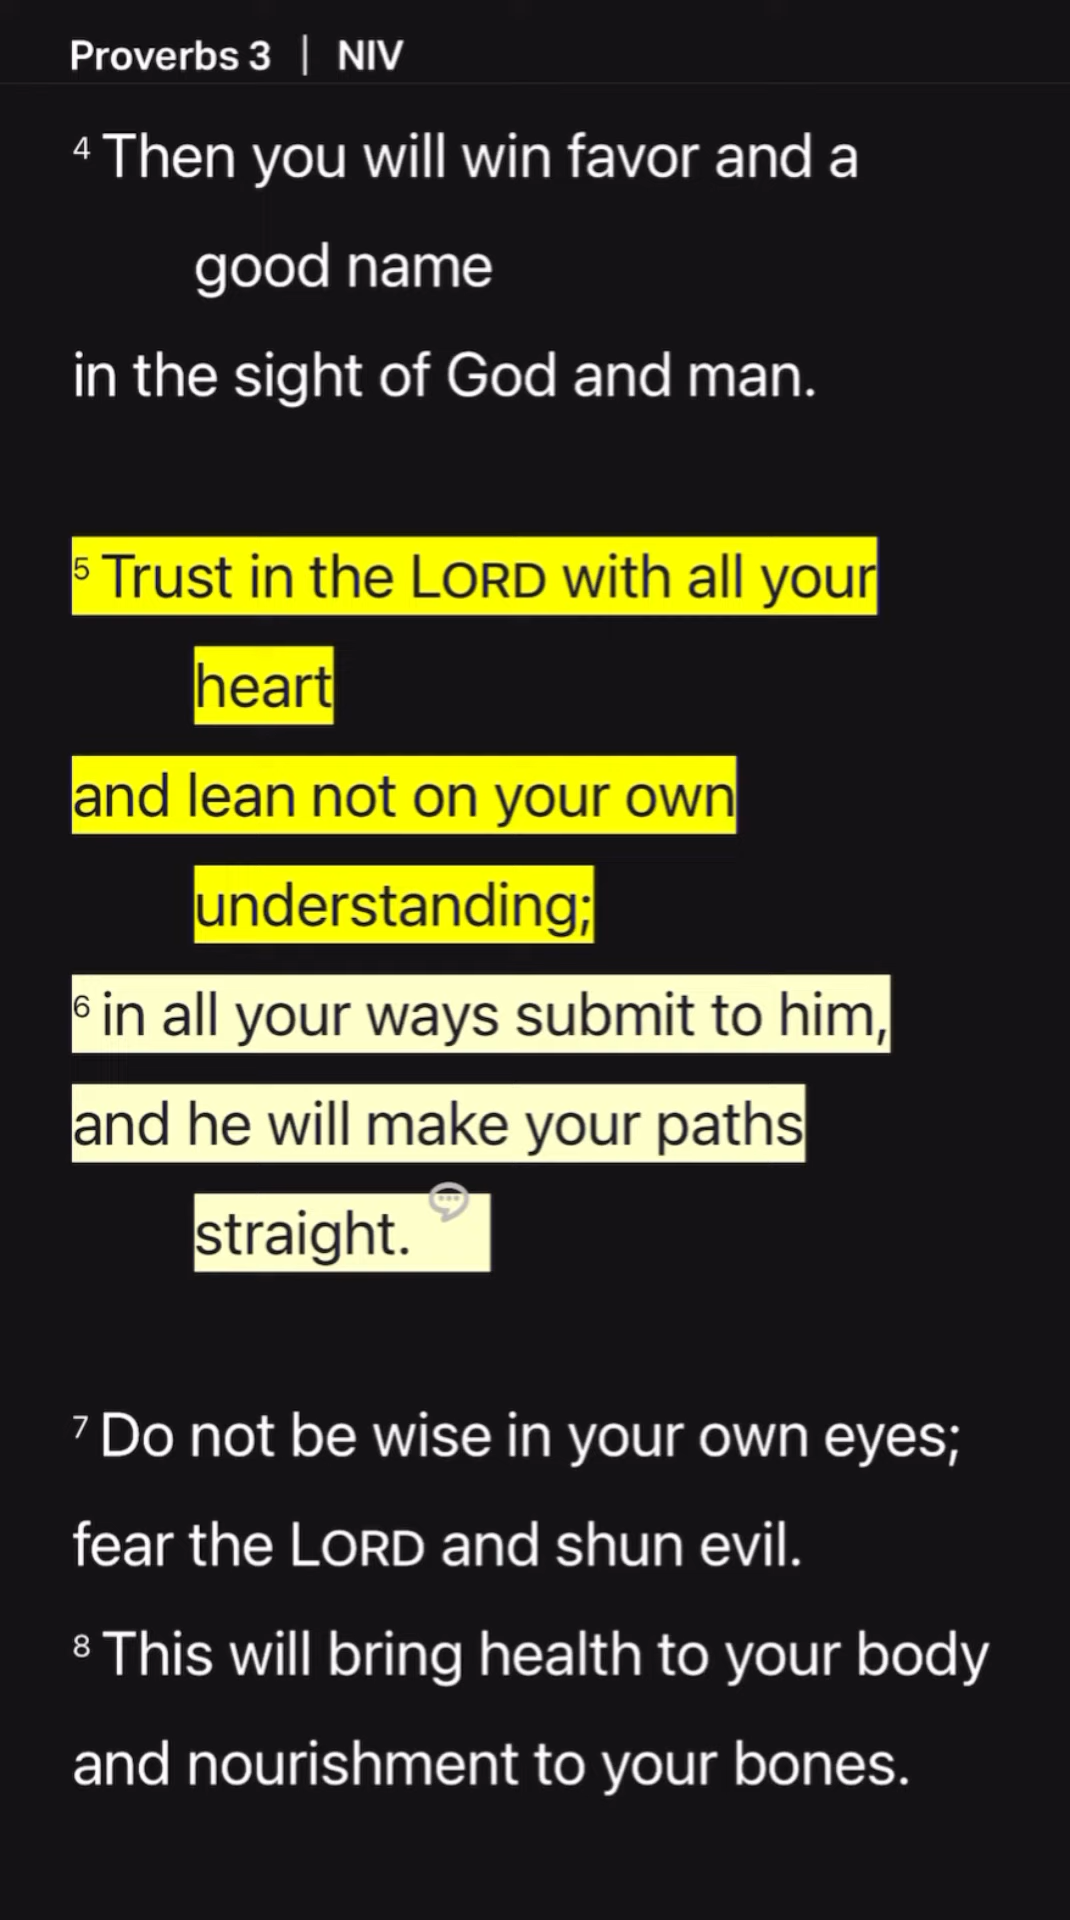 Proverbs 3 | NIV
4 Then you will win favor and a
good name
in the sight of God and man.
5 Trust in the LORD with all your
heart
and lean not on your own
understanding;
6 in all your ways submit to him,
and he will make your paths
straight.
7 Do not be wise in your own eyes;
fear the LORD and shun evil.
8 This will bring health to your body
and nourishment to your bones.